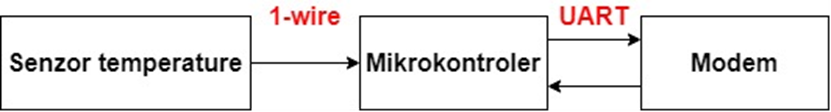 1-wire
UART
Senzor temperature
Mikrokontroler
Modem